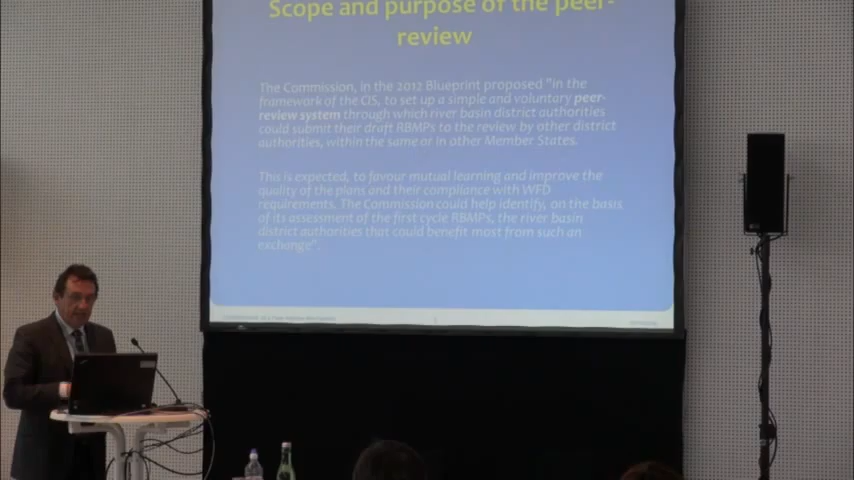 Scope and purpose of the peer-
review
The Commission, in the 2012 Blueprint proposed "in the
framework of the CIS, to set up a simple and voluntary peer-
review system through which river basin district authorities
could submit their draft RBMPs to the review by other district
authorities, within the same or in other Member States.
This is expected, to favour mutual learning and improve the
quality of the plans and their compliance with WFD
requirements. The Commission could help identify, on the basis
of its assessment of the first cycle RBMPs, the river basin
district authorities that could benefit most from such an
exchange".